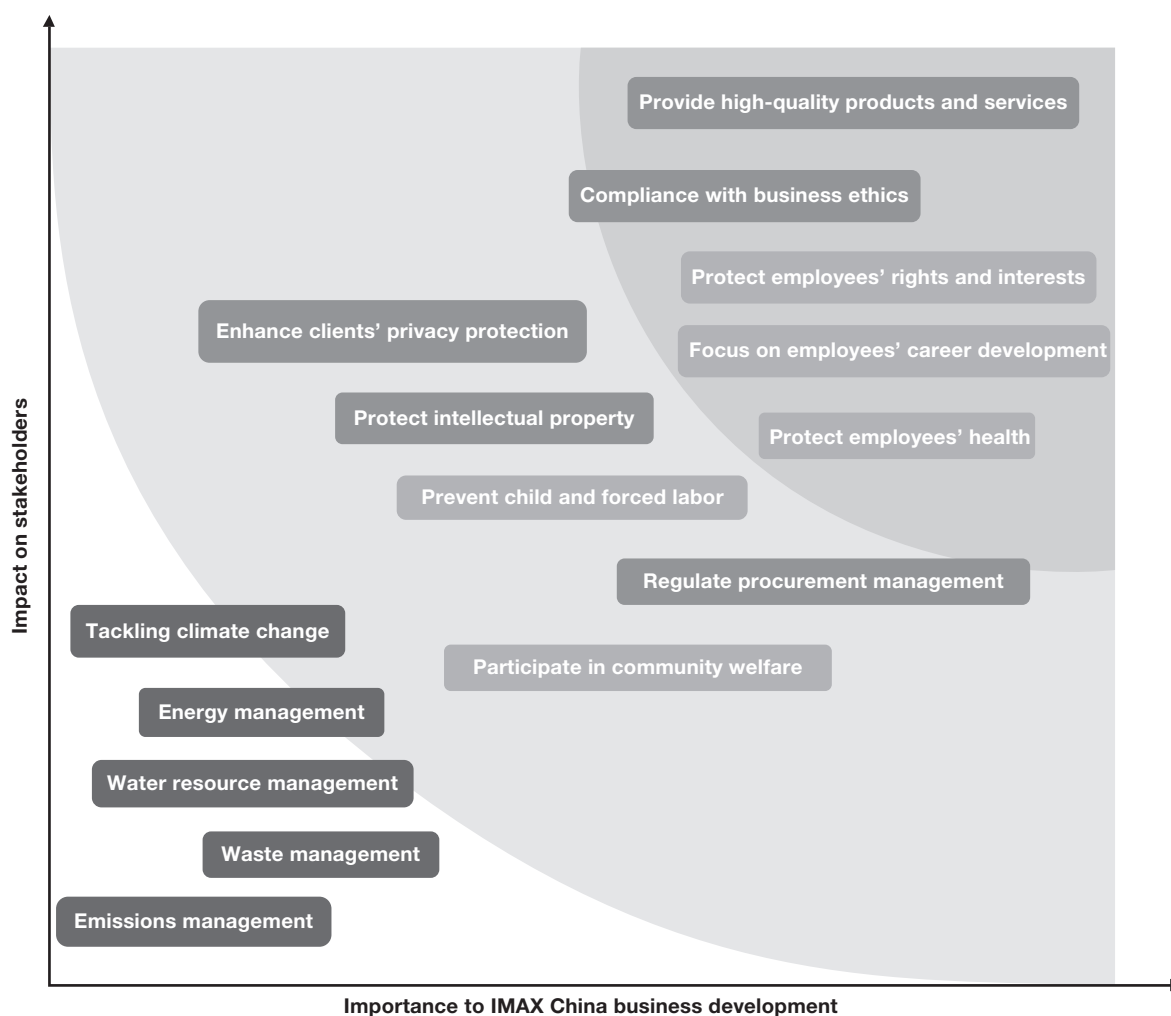 Provide high-quality products and services
Compliance with business ethics
Protect employees’ rights and interests
Enhance clients’ privacy protection
Focus on employees’ career development
Protect intellectual property
Protect employees’ health
Prevent child and forced labor
Regulate procurement management
Tackling climate change
Participate in community welfare
Energy management
Water resource management
Waste management
Emissions management
Impact on stakeholders
Importance to IMAX China business development